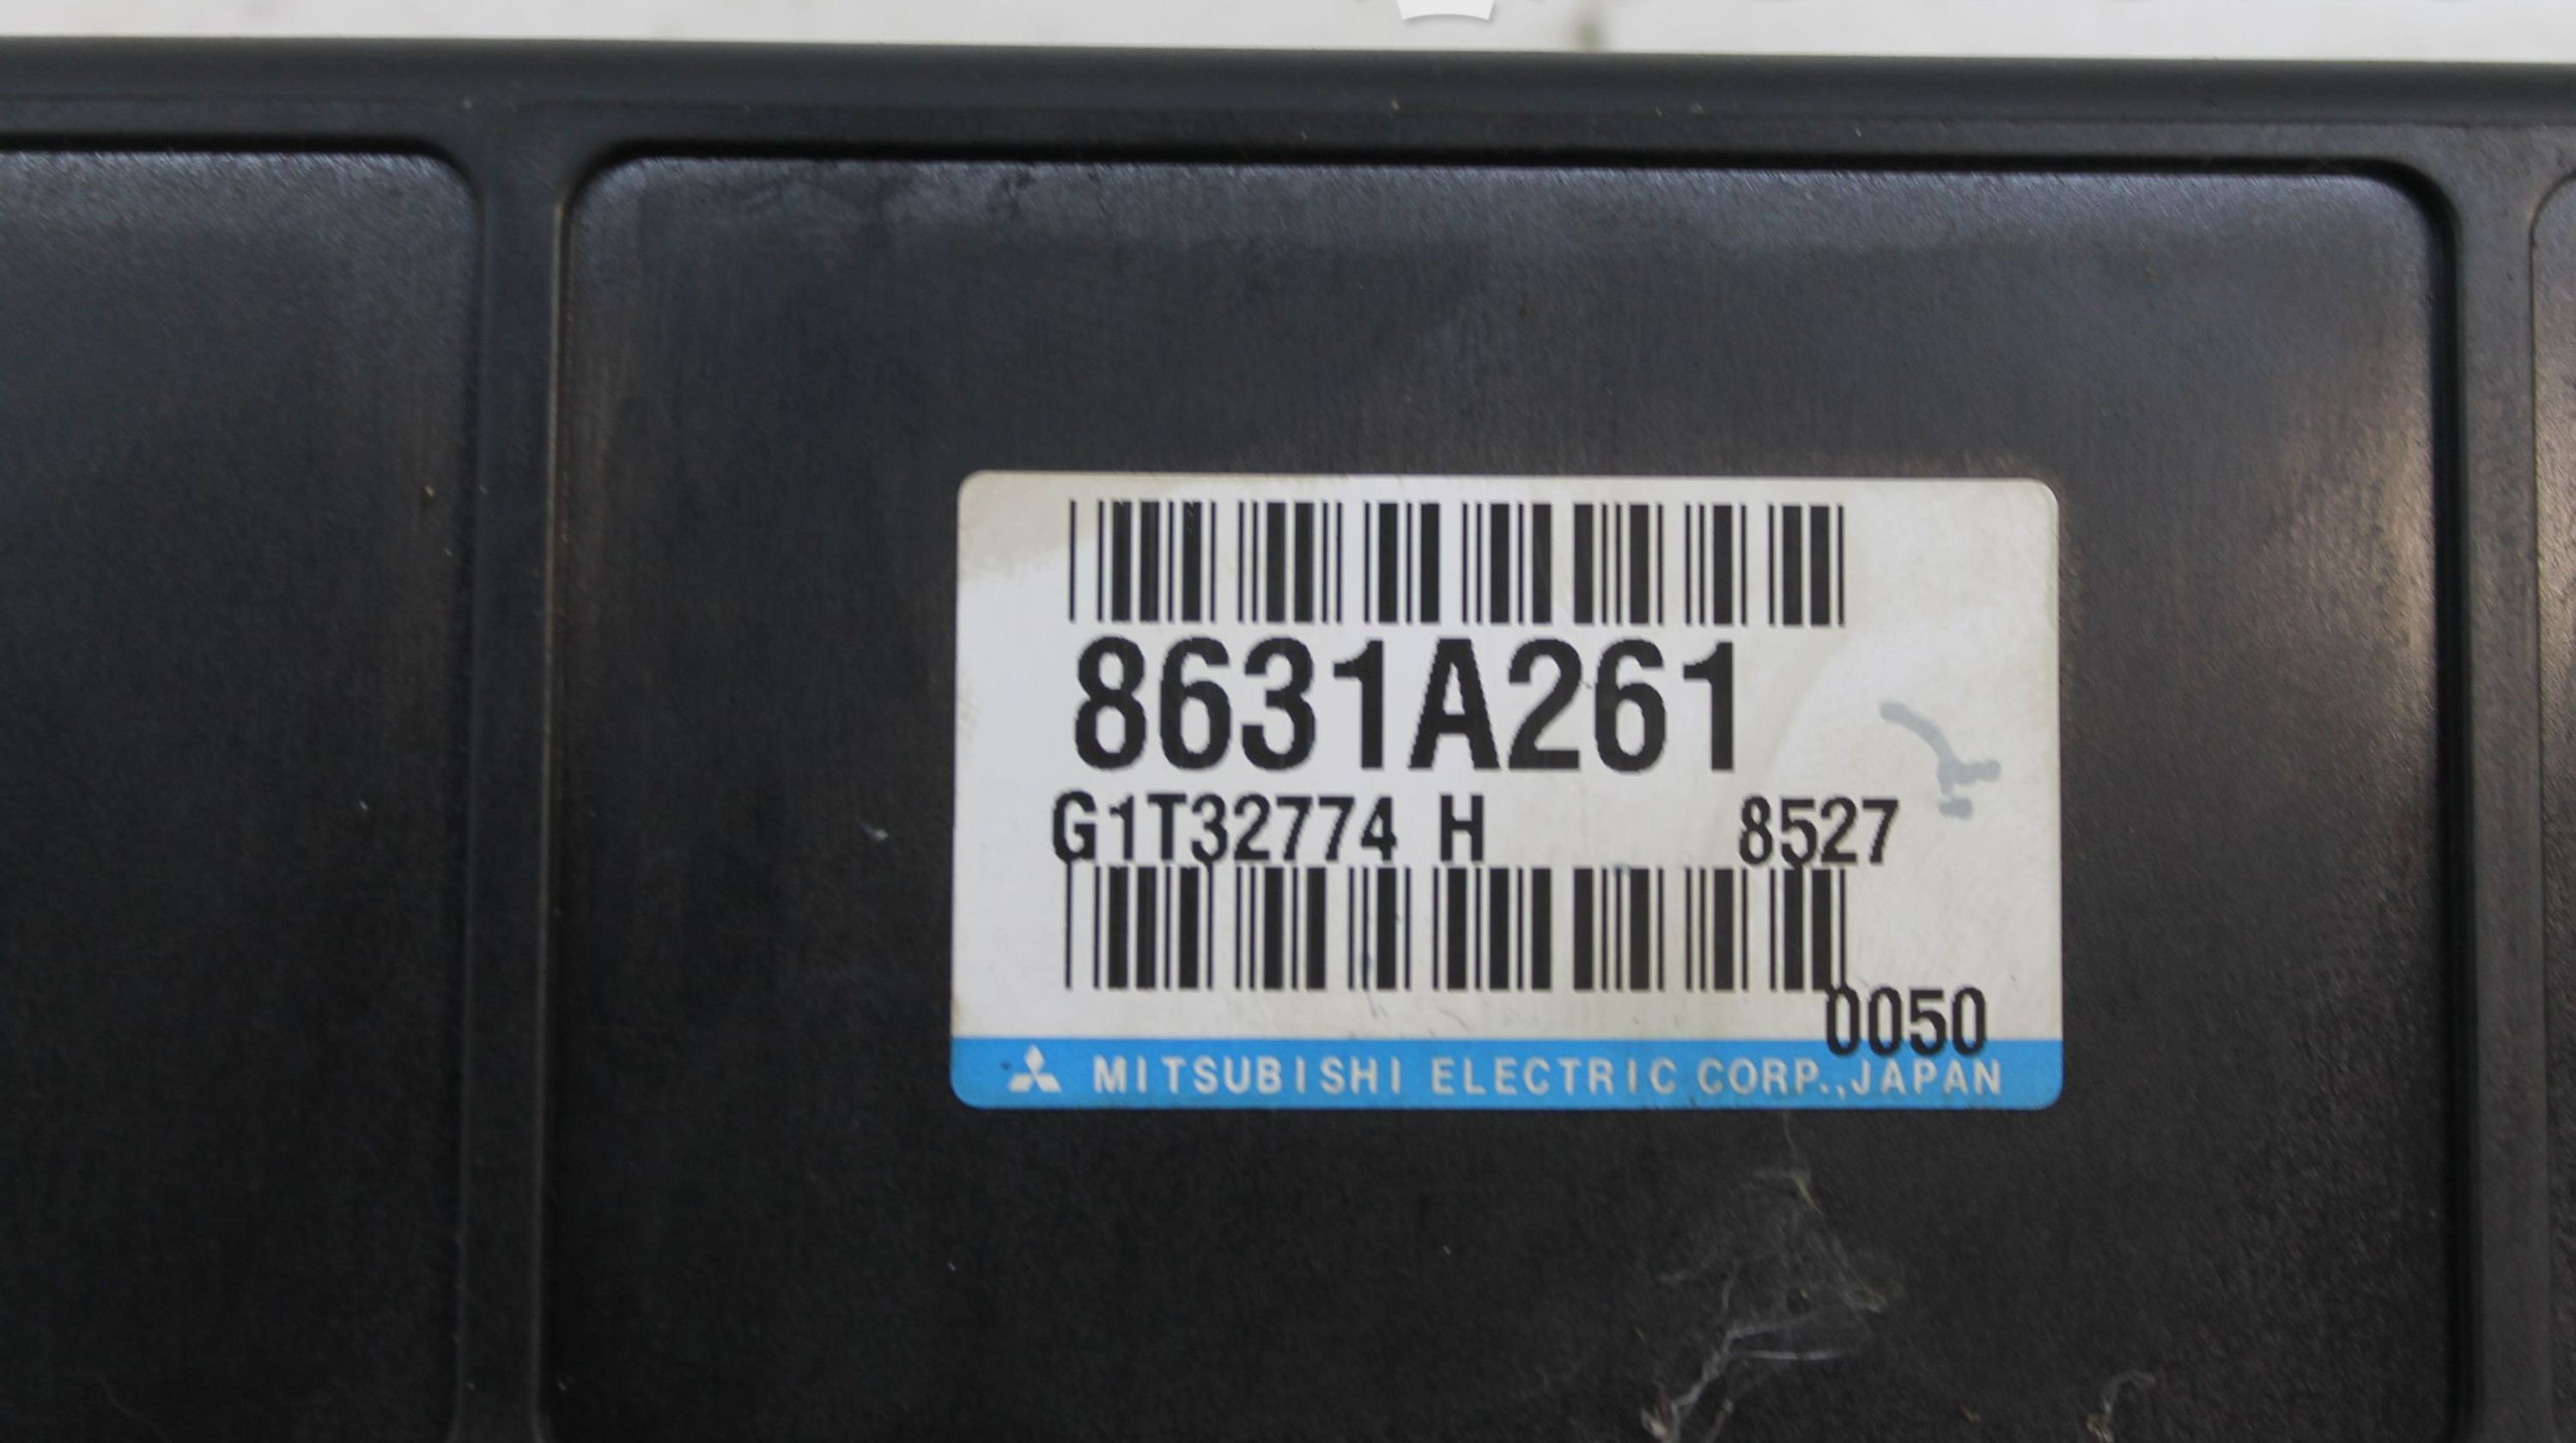 8631A261
G1T32774 H 8527
0050
MITSUBISHI ELECTRIC CORP., JAPAN